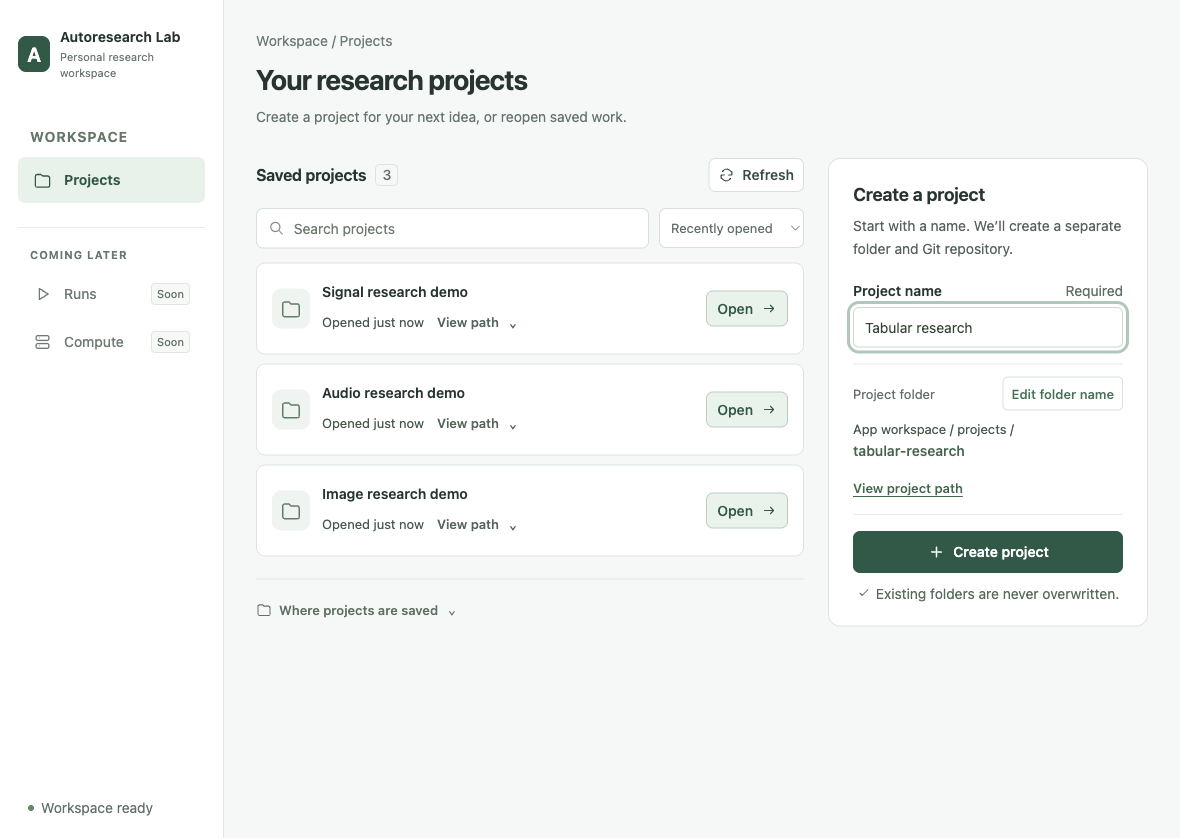 A
Autoresearch Lab
Personal research
workspace
WORKSPACE
Projects
COMING LATER
Runs
Soon
Compute
Soon
Workspace ready
Workspace / Projects
Your research projects
Create a project for your next idea, or reopen saved work.
Saved projects 3
Refresh
Search projects
Recently opened
Signal research demo
Opened just now View path
Open
Audio research demo
Opened just now View path
Open
Image research demo
Opened just now View path
Open
Where projects are saved
Create a project
Start with a name. We’ll create a separate
folder and Git repository.
Project name Required
Tabular research
Project folder Edit folder name
App workspace / projects /
tabular-research
View project path
Create project
Existing folders are never overwritten.